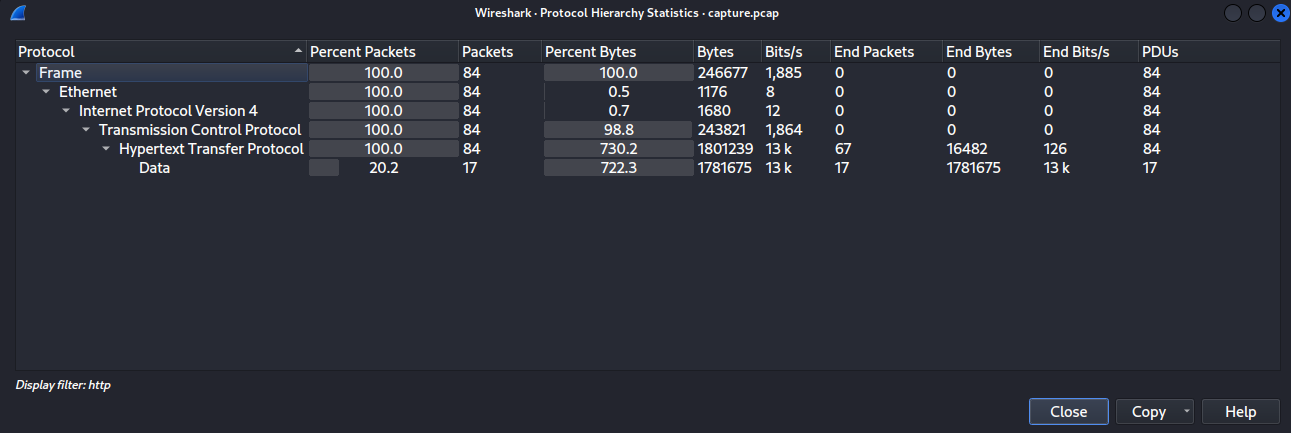 Wireshark · Protocol Hierarchy Statistics · capture.pcap
Protocol Percent Packets Packets Percent Bytes Bytes Bits/s End Packets End Bytes End Bits/s PDUs
Frame 100.0 84 100.0 246677 1,885 0 0 0 84
Ethernet 100.0 84 0.5 1176 8 0 0 0 84
Internet Protocol Version 4 100.0 84 0.7 1680 12 0 0 0 84
Transmission Control Protocol 100.0 84 98.8 243821 1,864 0 0 0 84
Hypertext Transfer Protocol 100.0 84 730.2 1801239 13 k 67 16482 126 84
Data 20.2 17 722.3 1781675 13 k 17 1781675 13 k 17
Display filter: http
Close Copy Help